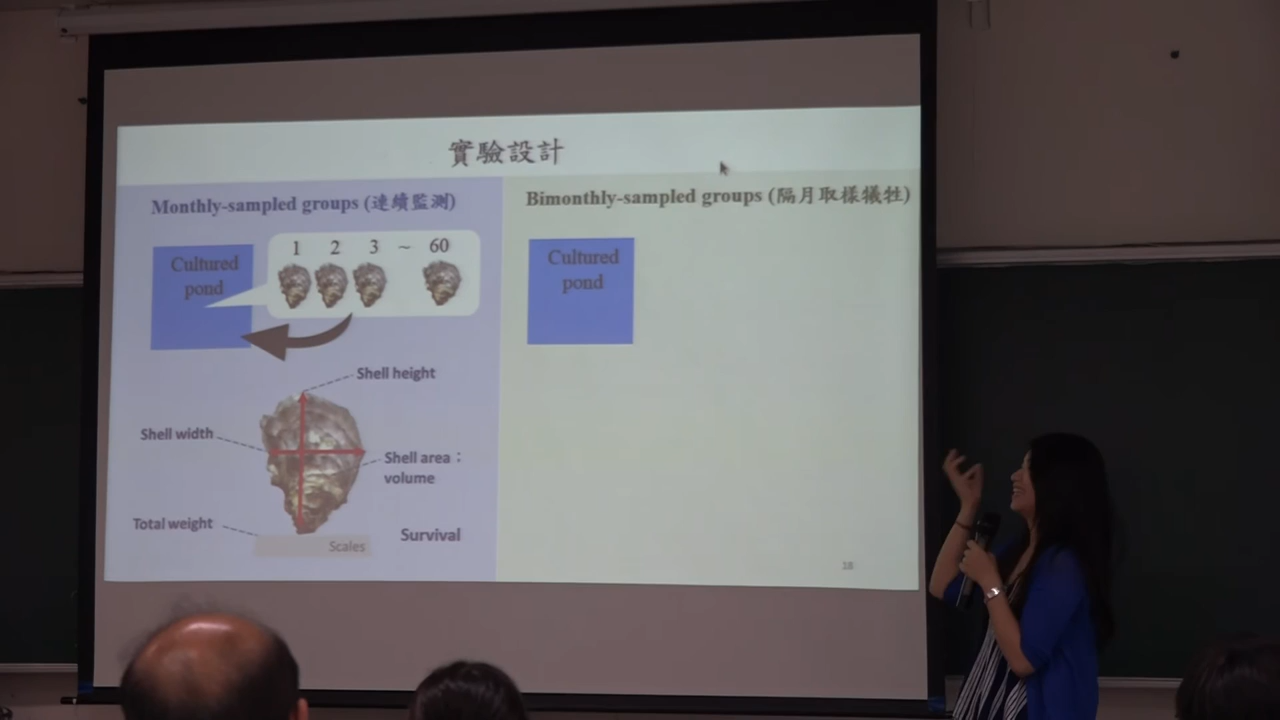 實驗設計
Monthly-sampled groups (連續監測)
Cultured
pond
1 2 3 ~ 60
Shell height
Shell width
Shell area：
volume
Total weight
Scales
Survival
Bimonthly-sampled groups (隔月取樣犧牲)
Cultured
pond
18